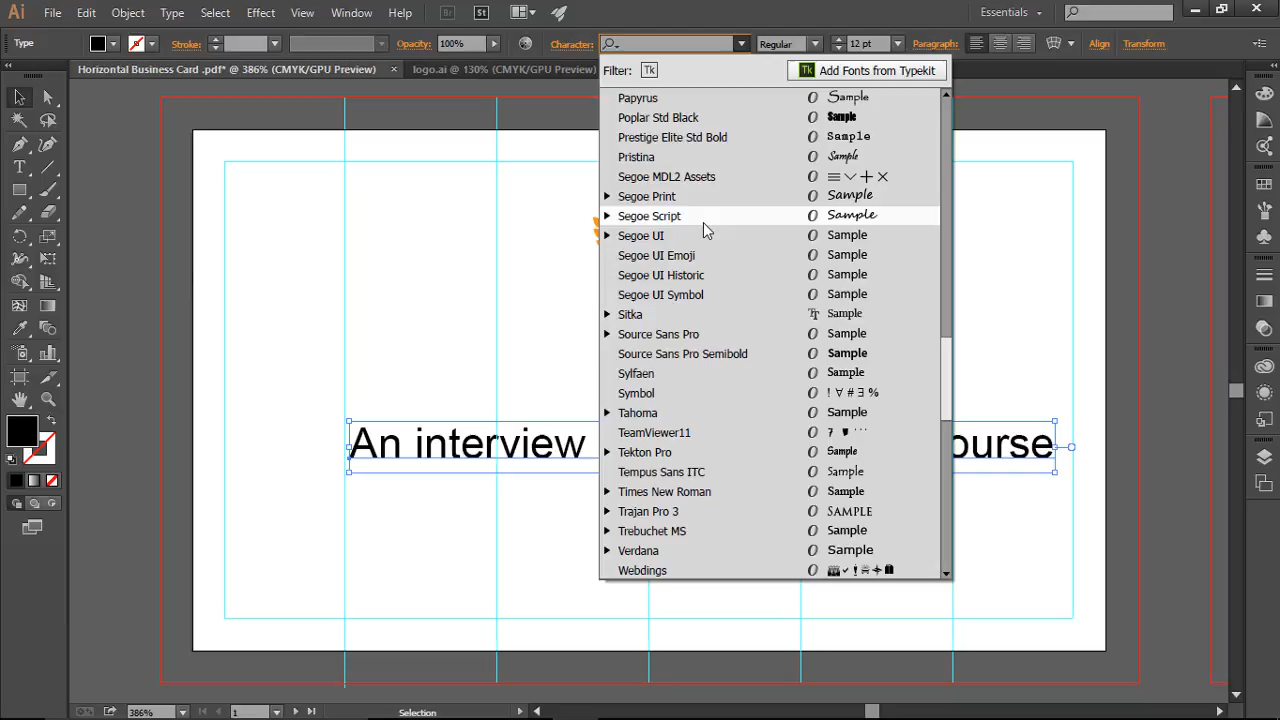 Ai File Edit Object Type Select Effect View Window Help Br St Essentials
Type Stroke: Opacity: 100% Character: Regular 12 pt Paragraph: Align Transform
Horizontal Business Card .pdf* @ 386% (CMYK/GPU Preview) × logo.ai @ 130% (CMYK/GPU Preview)
Filter: Tk Tk Add Fonts from Typekit
Papyrus O Sample
Poplar Std Black O Sample
Prestige Elite Std Bold O Sample
Pristina O Sample
Segoe MDL2 Assets O
Segoe Print O Sample
Segoe Script O Sample
Segoe UI O Sample
Segoe UI Emoji O Sample
Segoe UI Historic O Sample
Segoe UI Symbol O Sample
Sitka Sample
Source Sans Pro O Sample
Source Sans Pro Semibold O Sample
Sylfaen O Sample
Symbol O ! ∀ # ∃ %
Tahoma O Sample
TeamViewer11 O
An interview ourse
Tekton Pro O Sample
Tempus Sans ITC O Sample
Times New Roman O Sample
Trajan Pro 3 O SAMPLE
Trebuchet MS O Sample
Verdana O Sample
Webdings O
386% 1 Selection